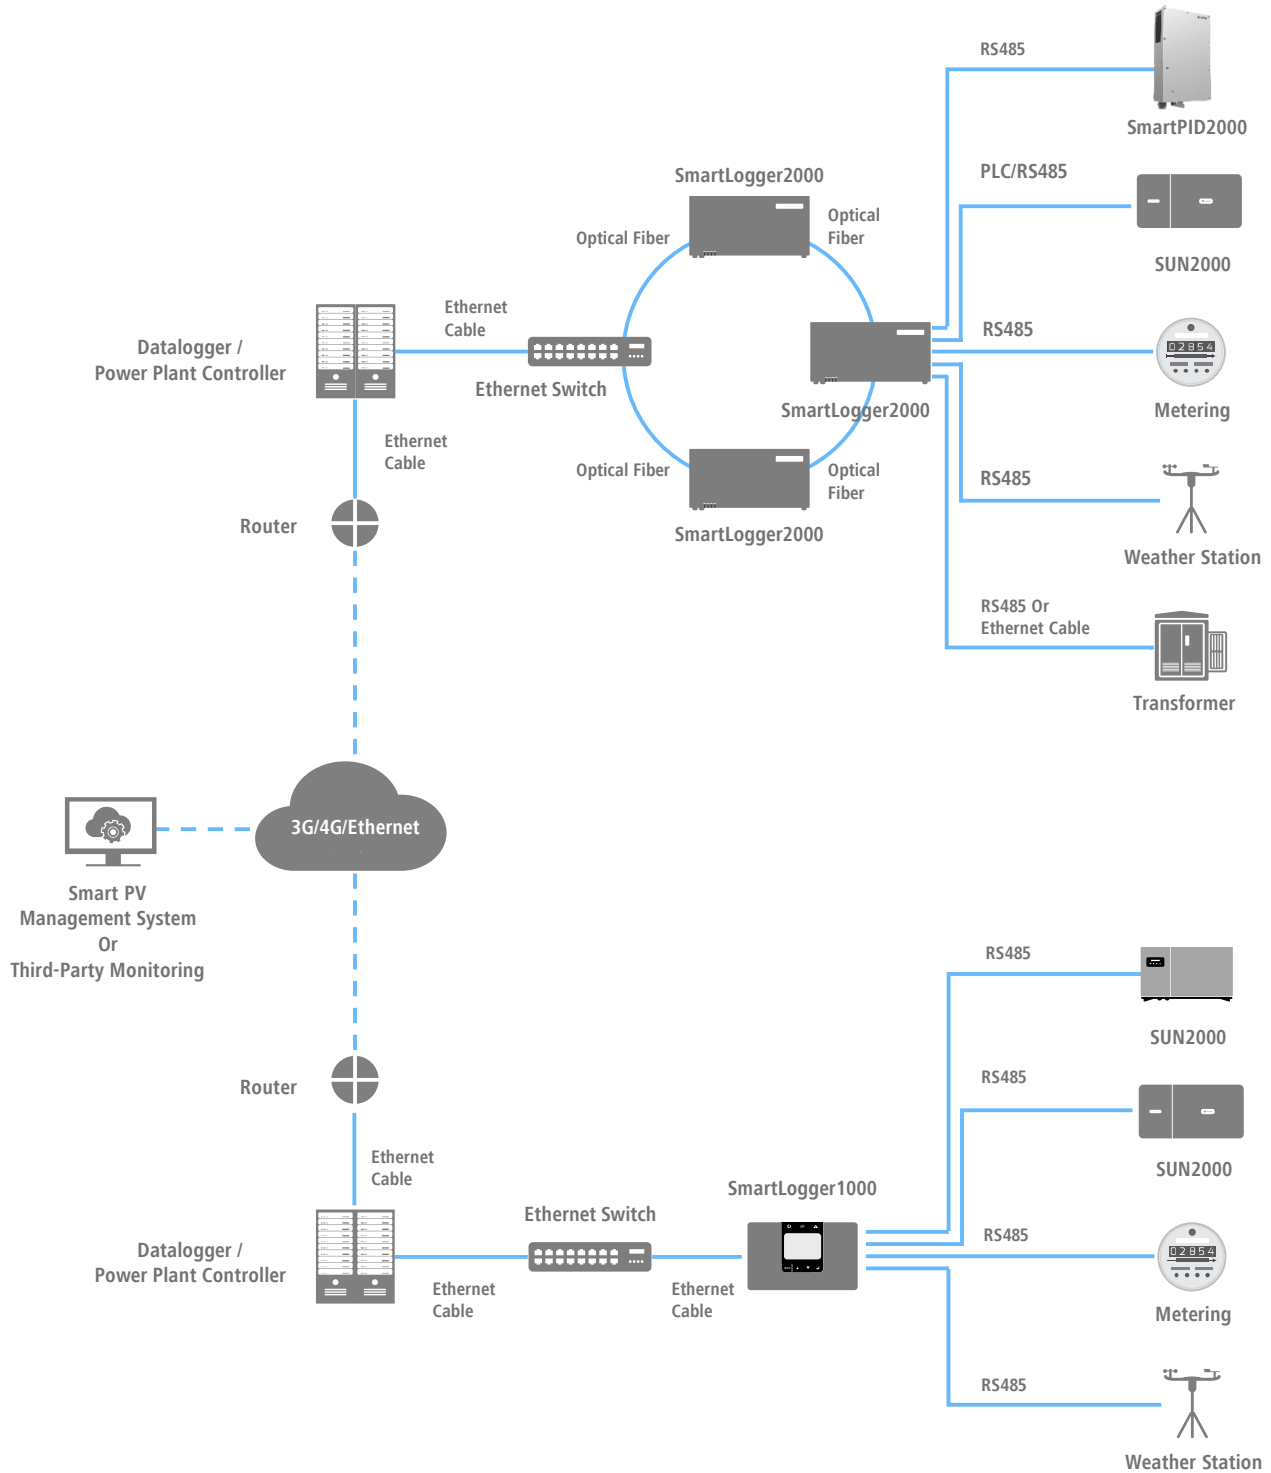 RS485
SmartPID2000
SmartLogger2000
PLC/RS485
Optical Fiber
Optical
Fiber
SUN2000
Ethernet
Cable
RS485
02854
Datalogger /
Power Plant Controller
Ethernet Switch
SmartLogger2000
Metering
Ethernet
Cable
Optical Fiber
Optical
Fiber
RS485
Router
SmartLogger2000
Weather Station
RS485 Or
Ethernet Cable
Transformer
3G/4G/Ethernet
Smart PV
Management System
Or
Third-Party Monitoring
RS485
SUN2000
Router
RS485
Ethernet
Cable
SmartLogger1000
SUN2000
Ethernet Switch
RS485
02854
Datalogger /
Power Plant Controller
Ethernet
Cable
Ethernet
Cable
Metering
RS485
Weather Station